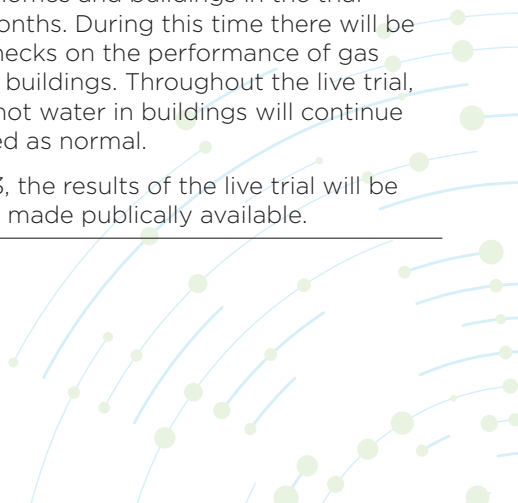 omes and buildings in the trial
onths. During this time there will be
hecks on the performance of gas
buildings. Throughout the live trial,
hot water in buildings will continue
ed as normal.
3, the results of the live trial will be
made publically available.